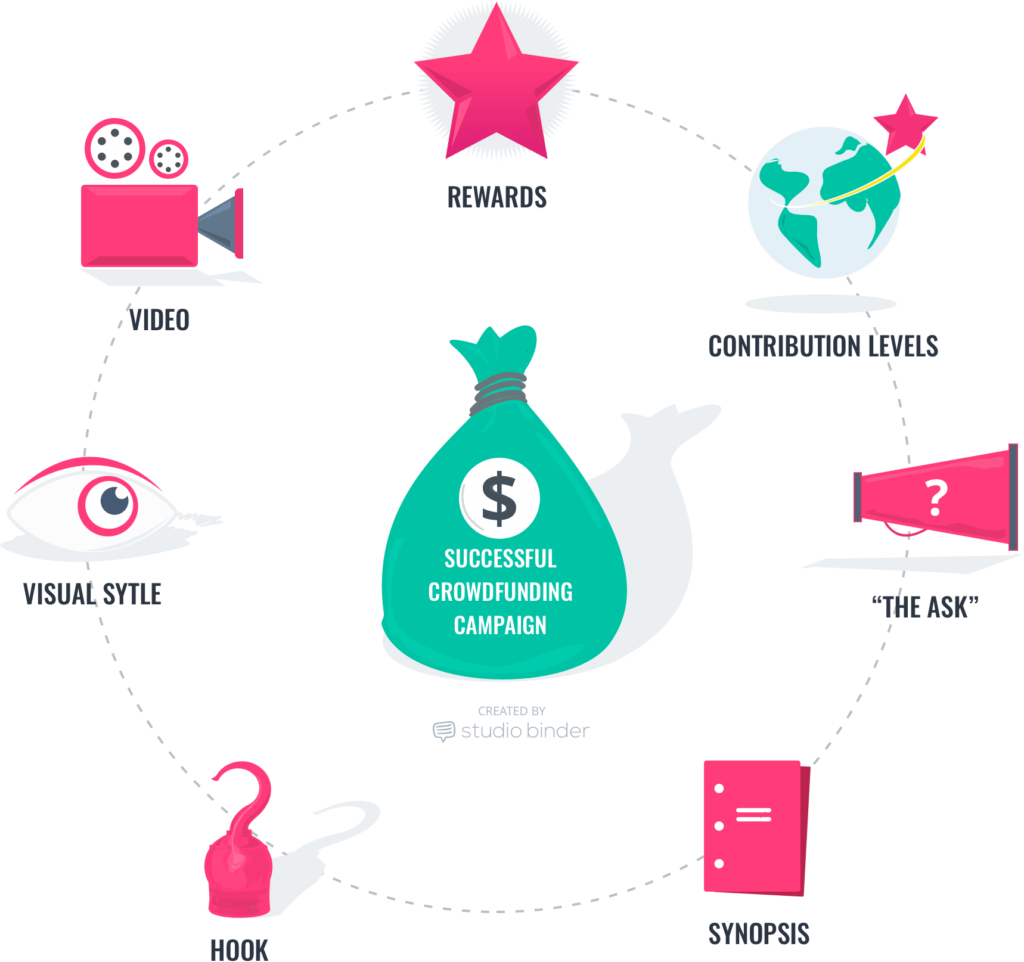 REWARDS
VIDEO
CONTRIBUTION LEVELS
$
SUCCESSFUL
CROWDFUNDING
CAMPAIGN
?
VISUAL SYTLE
“THE ASK”
CREATED BY
studio binder
SYNOPSIS
HOOK